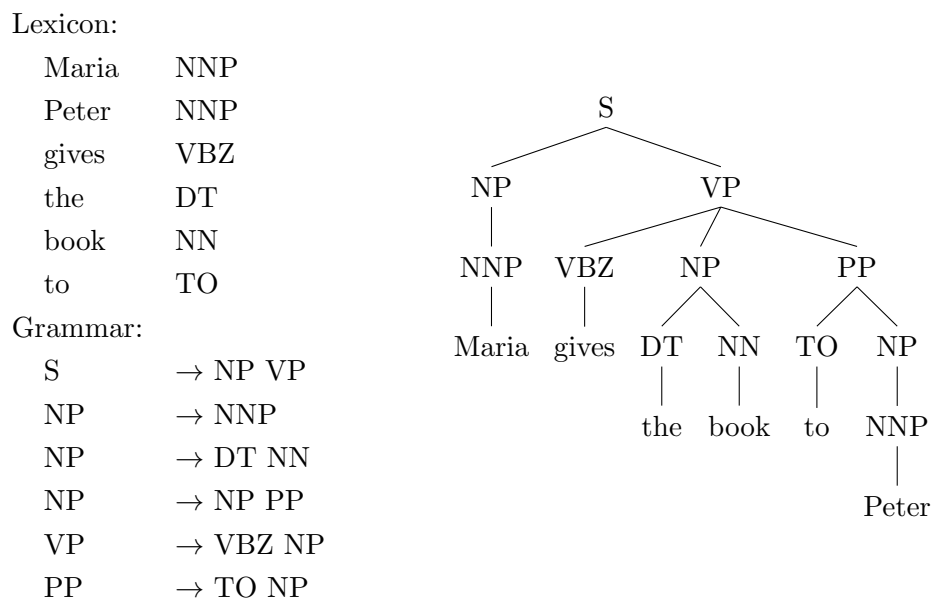 Lexicon:
Maria NNP
Peter NNP
gives VBZ
the DT
book NN
to TO
Grammar:
S → NP VP
NP → NNP
NP → DT NN
NP → NP PP
VP → VBZ NP
PP → TO NP
S
NP VP
NNP VBZ NP PP
Maria gives DT NN TO NP
the book to NNP
Peter